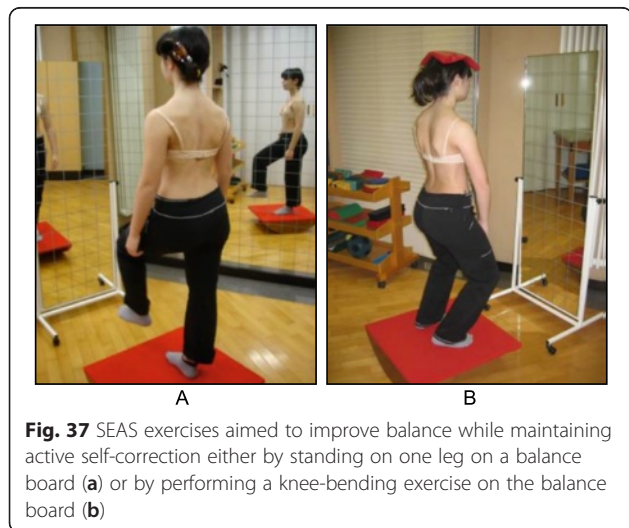 A B
Fig. 37 SEAS exercises aimed to improve balance while maintaining
active self-correction either by standing on one leg on a balance
board (a) or by performing a knee-bending exercise on the balance
board (b)